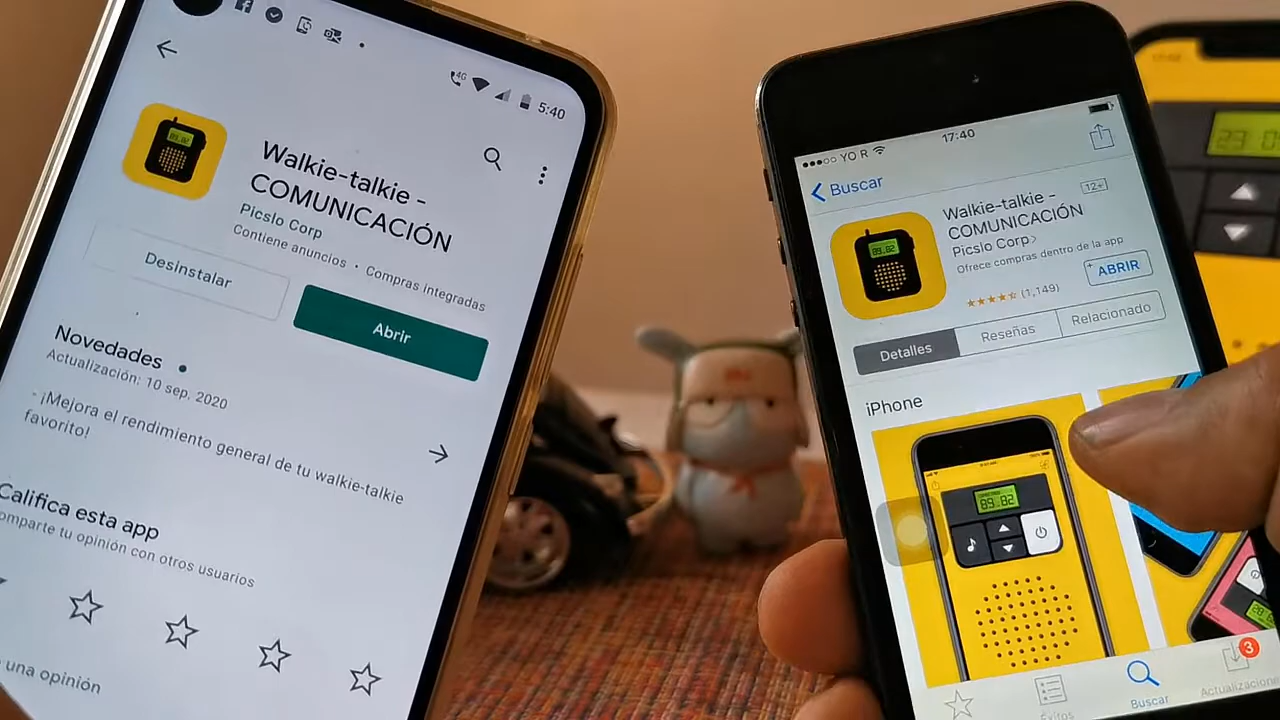 4G
5:40
Walkie-talkie -
COMUNICACIÓN
Picslo Corp
Contiene anuncios • Compras integradas
Desinstalar
Abrir
Novedades •
Actualización: 10 sep. 2020
- ¡Mejora el rendimiento general de tu walkie-talkie
favorito!
Califica esta app
omparte tu opinión con otros usuarios
una opinión
YO R
17:40
Buscar
Walkie-talkie -
COMUNICACIÓN
12+
Picslo Corp
Ofrece compras dentro de la app
ABRIR
(1,149)
Detalles
Reseñas
Relacionado
iPhone
89.82
Éxitos
Buscar
Actualizacion
3